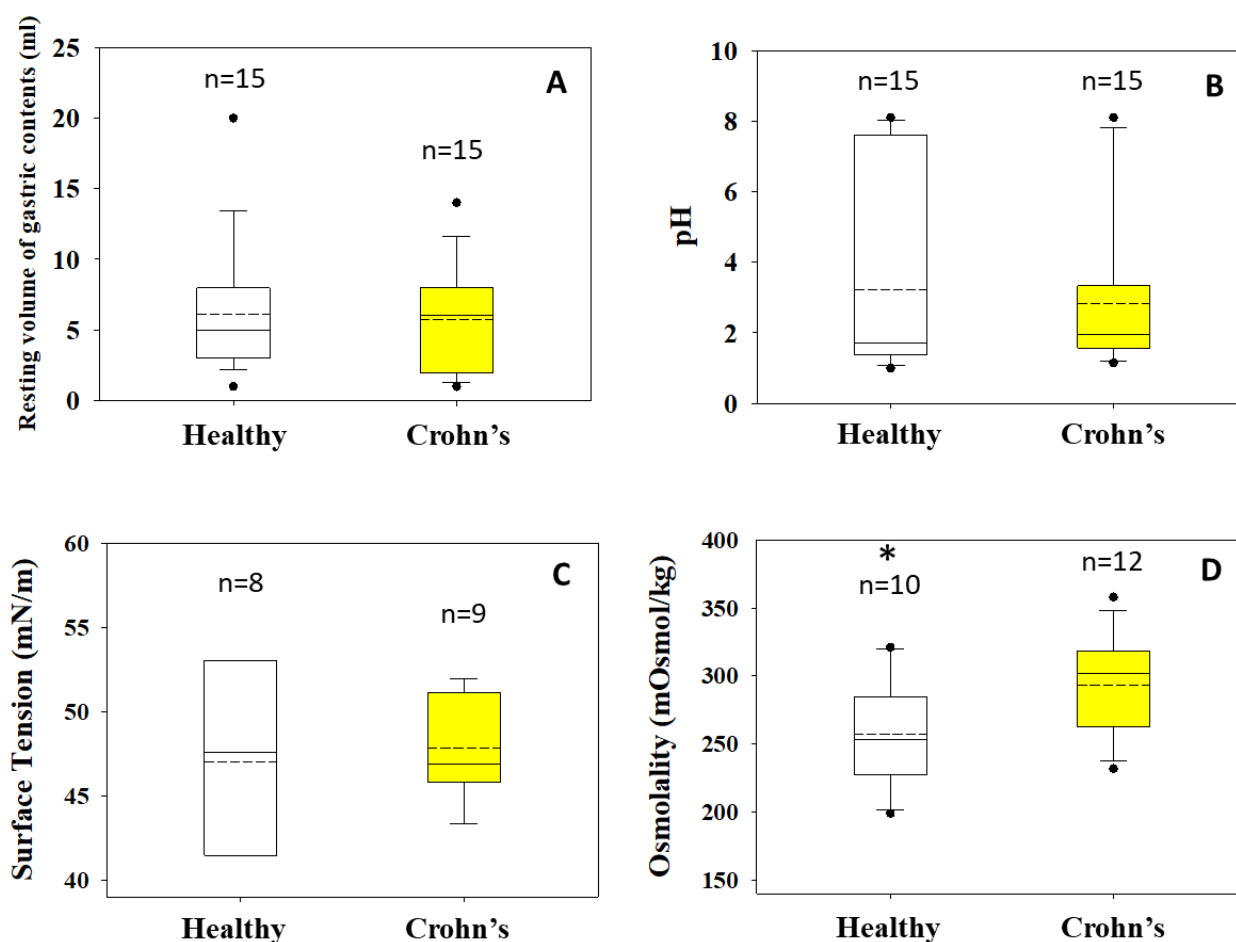 Resting volume of gastric contents (ml)
25
20
15
10
5
0
n=15
n=15
A
Healthy
Crohn’s
pH
10
8
6
4
2
0
n=15
n=15
B
Healthy
Crohn’s
Surface Tension (mN/m)
60
55
50
45
40
n=8
n=9
C
Healthy
Crohn’s
Osmolality (mOsmol/kg)
400
350
300
250
200
150
*
n=10
n=12
D
Healthy
Crohn’s